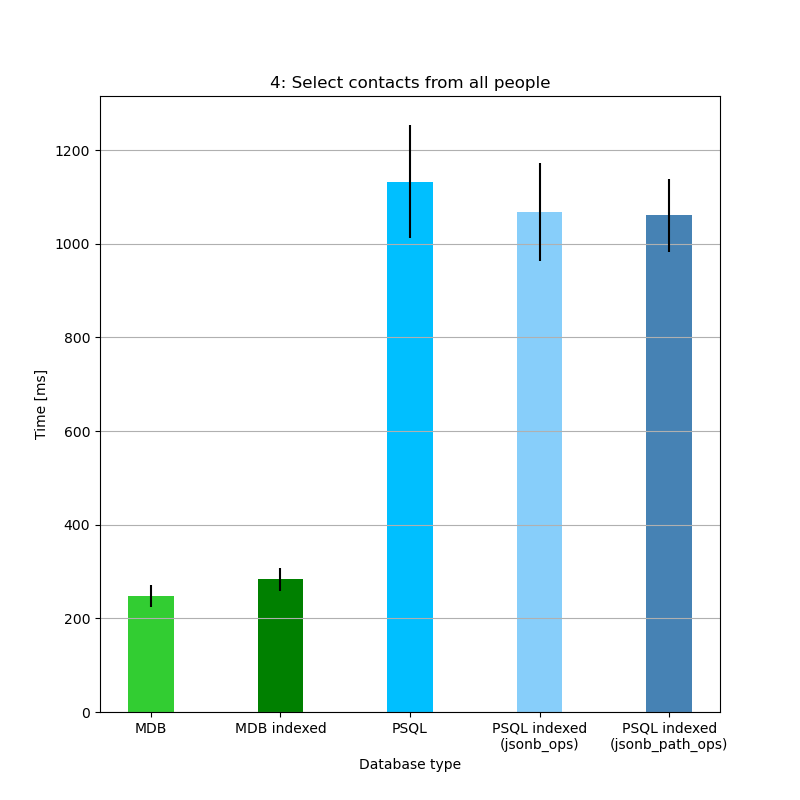 4: Select contacts from all people
Time [ms]
1200
1000
800
600
400
200
0
MDB
MDB indexed
PSQL
PSQL indexed
(jsonb_ops)
PSQL indexed
(jsonb_path_ops)
Database type